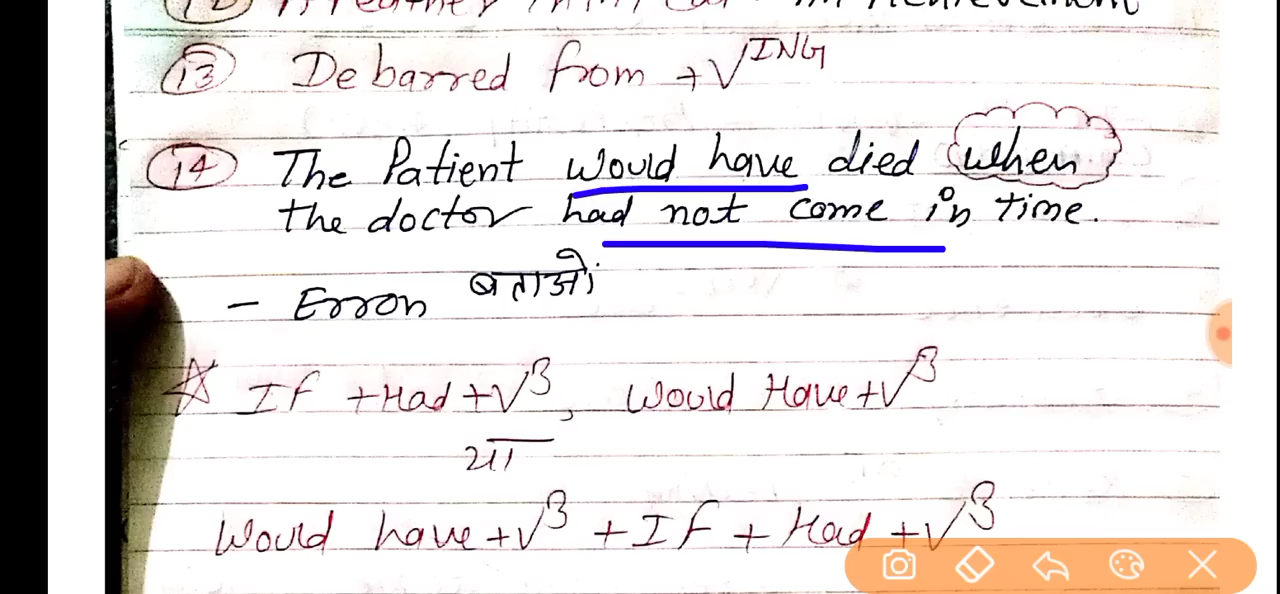 13 Debarred from + V ING
14 The Patient would have died when
the doctor had not come in time.
- Error बताओ।
☆ If + Had + V3, Would Have + V3
या
Would have + V3 + If + Had + V3